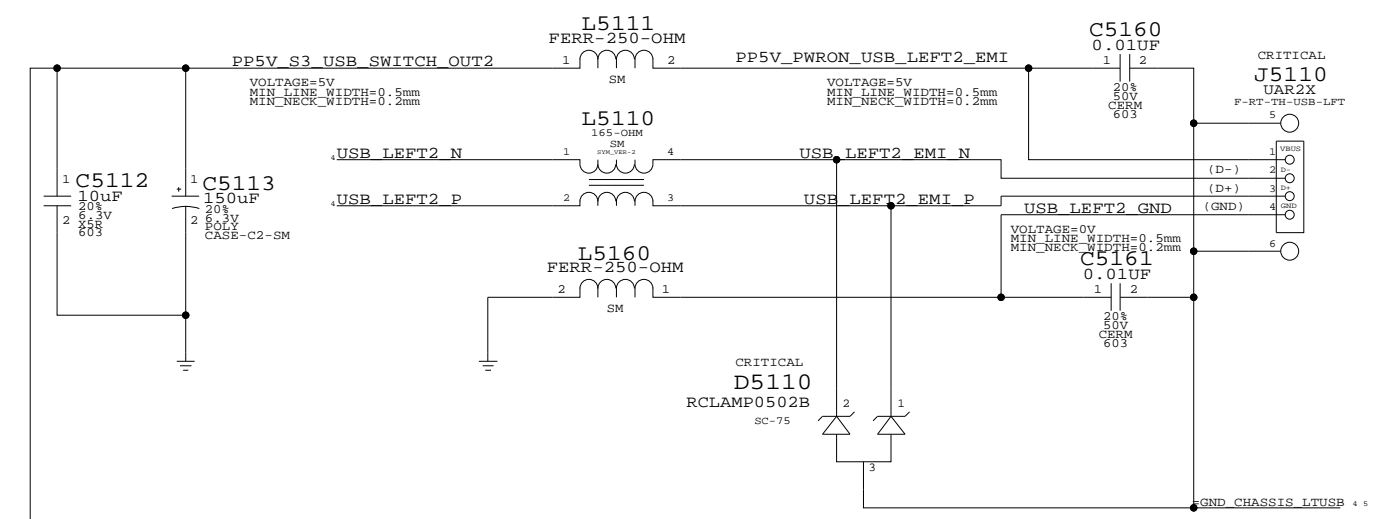 L5111
FERR-250-OHM
PP5V_S3_USB_SWITCH_OUT2
1
2
PP5V_PWRON_USB_LEFT2_EMI
SM
VOLTAGE=5V
MIN_LINE_WIDTH=0.5mm
MIN_NECK_WIDTH=0.2mm
VOLTAGE=5V
MIN_LINE_WIDTH=0.5mm
MIN_NECK_WIDTH=0.2mm
C5160
0.01UF
1
2
20%
50V
CERM
603
CRITICAL
J5110
UAR2X
F-RT-TH-USB-LFT
5
L5110
165-OHM
SM
SYM_VER-2
4
USB_LEFT2_N
1
4
USB_LEFT2_EMI_N
4
USB_LEFT2_P
2
3
USB_LEFT2_EMI_P
1
VBUS
(D-)
2
D-
(D+)
3
D+
(GND)
4
GND
6
1
C5112
10uF
20%
6.3V
X5R
603
2
+
1
C5113
150uF
20%
6.3V
POLY
CASE-C2-SM
2
USB_LEFT2_GND
VOLTAGE=0V
MIN_LINE_WIDTH=0.5mm
MIN_NECK_WIDTH=0.2mm
L5160
FERR-250-OHM
2
1
SM
C5161
0.01UF
1
2
20%
50V
CERM
603
CRITICAL
D5110
RCLAMP0502B
SC-75
2
1
3
=GND_CHASSIS_LTUSB
4 5